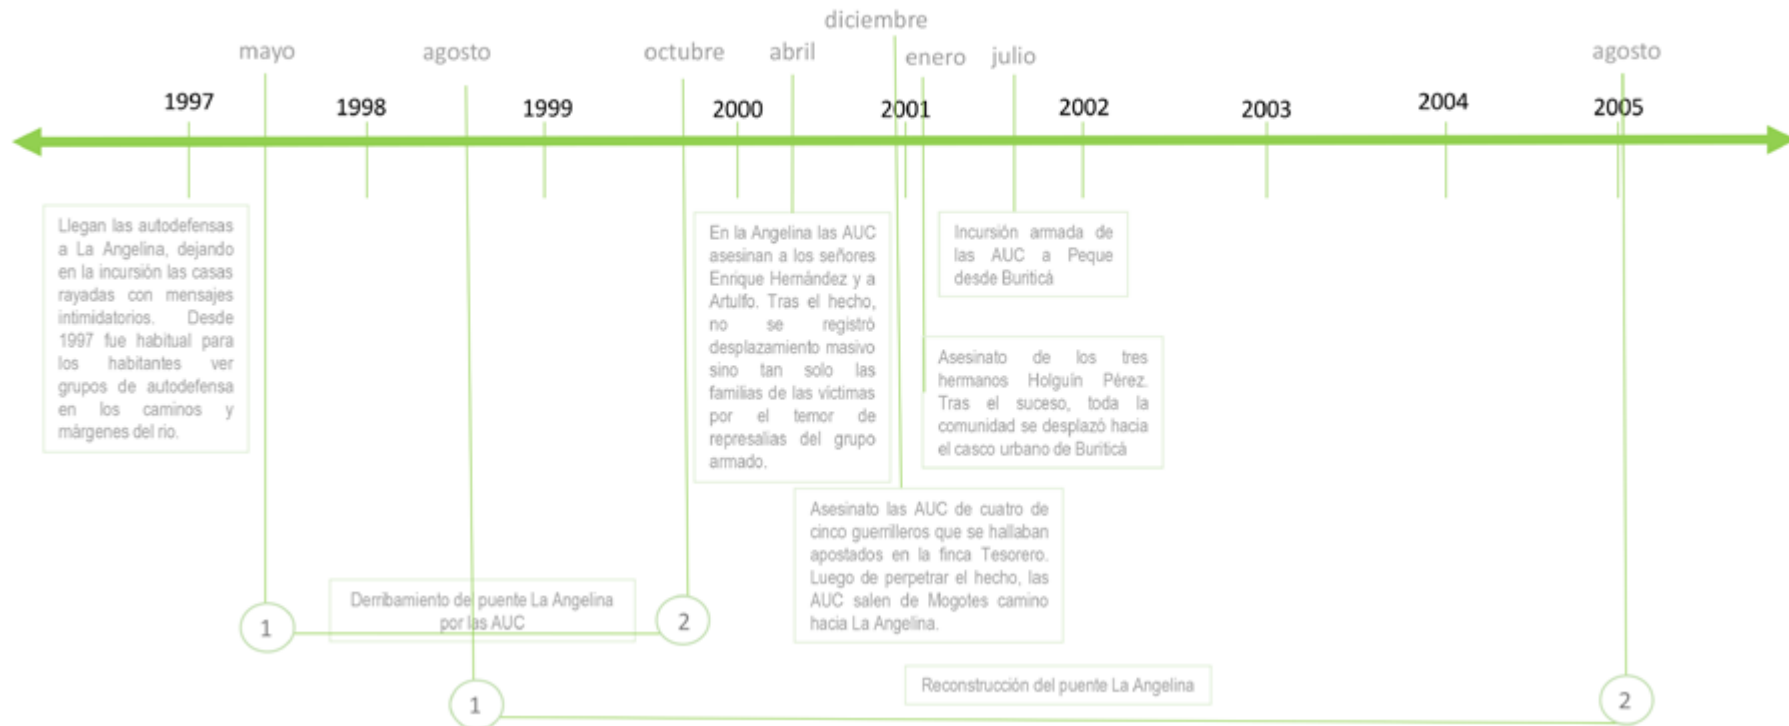 diciembre
mayo
agosto
octubre
abril
enero
julio
agosto
1997
1998
1999
2000
2001
2002
2003
2004
2005
Llegan las autodefensas
a La Angelina, dejando
en la incursión las casas
rayadas con mensajes
intimidatorios. Desde
1997 fue habitual para
los habitantes ver
grupos de autodefensa
en los caminos y
márgenes del rio.
En la Angelina las AUC
asesinan a los señores
Enrique Hernández y a
Artulfo. Tras el hecho,
no se registró
desplazamiento masivo
sino tan solo las
familias de las víctimas
por el temor de
represalias del grupo
armado.
Incursión armada de
las AUC a Peque
desde Buriticá
Asesinato de los tres
hermanos Holguín Pérez.
Tras el suceso, toda la
comunidad se desplazó hacia
el casco urbano de Buriticá
Asesinato las AUC de cuatro de
cinco guerrilleros que se hallaban
apostados en la finca Tesorero.
Luego de perpetrar el hecho, las
AUC salen de Mogotes camino
hacia La Angelina.
Derribamiento del puente La Angelina
por las AUC
1
2
Reconstrucción del puente La Angelina
1
2